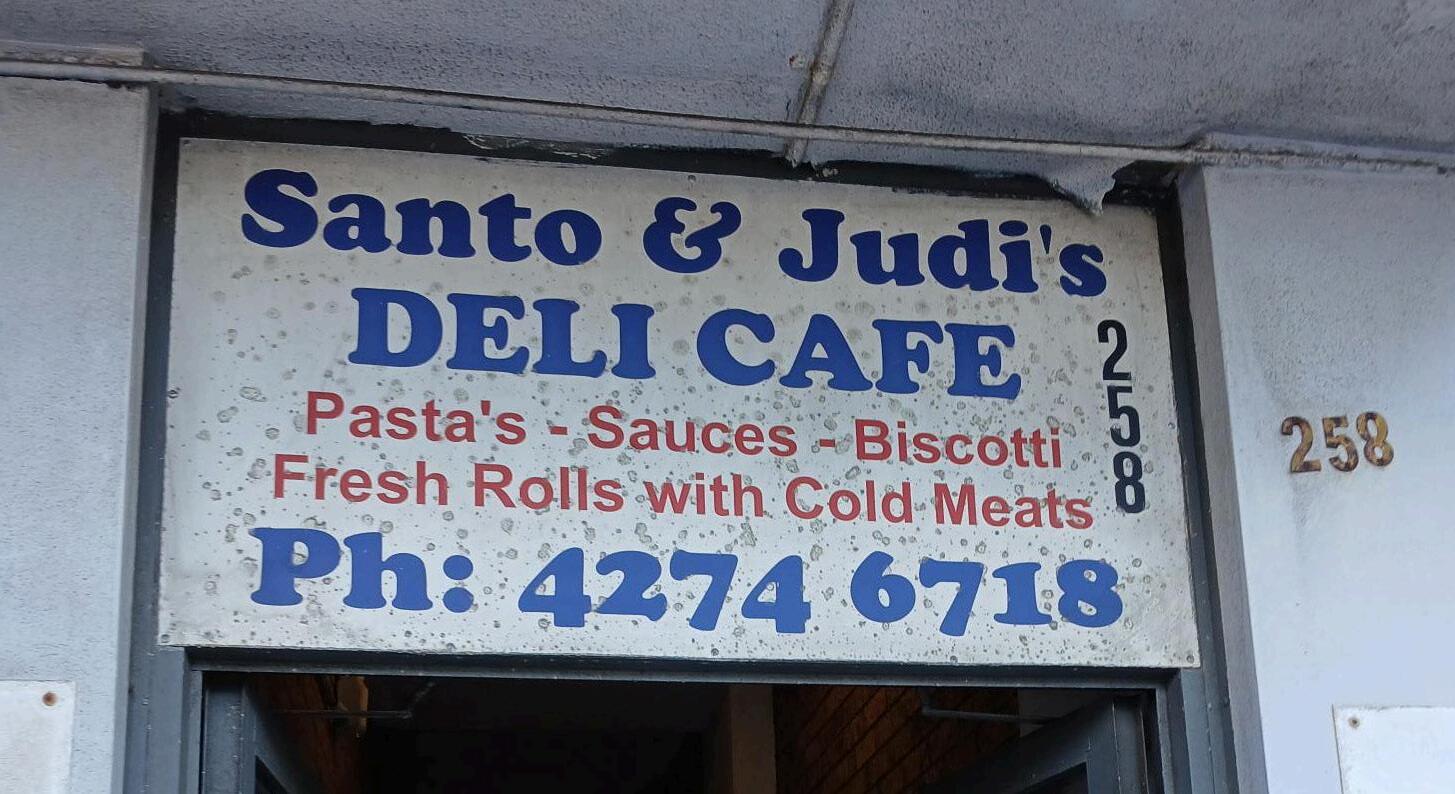 Santo & Judi's
DELI CAFE
258
Pasta's - Sauces - Biscotti
Fresh Rolls with Cold Meats
Ph: 4274 6718
258